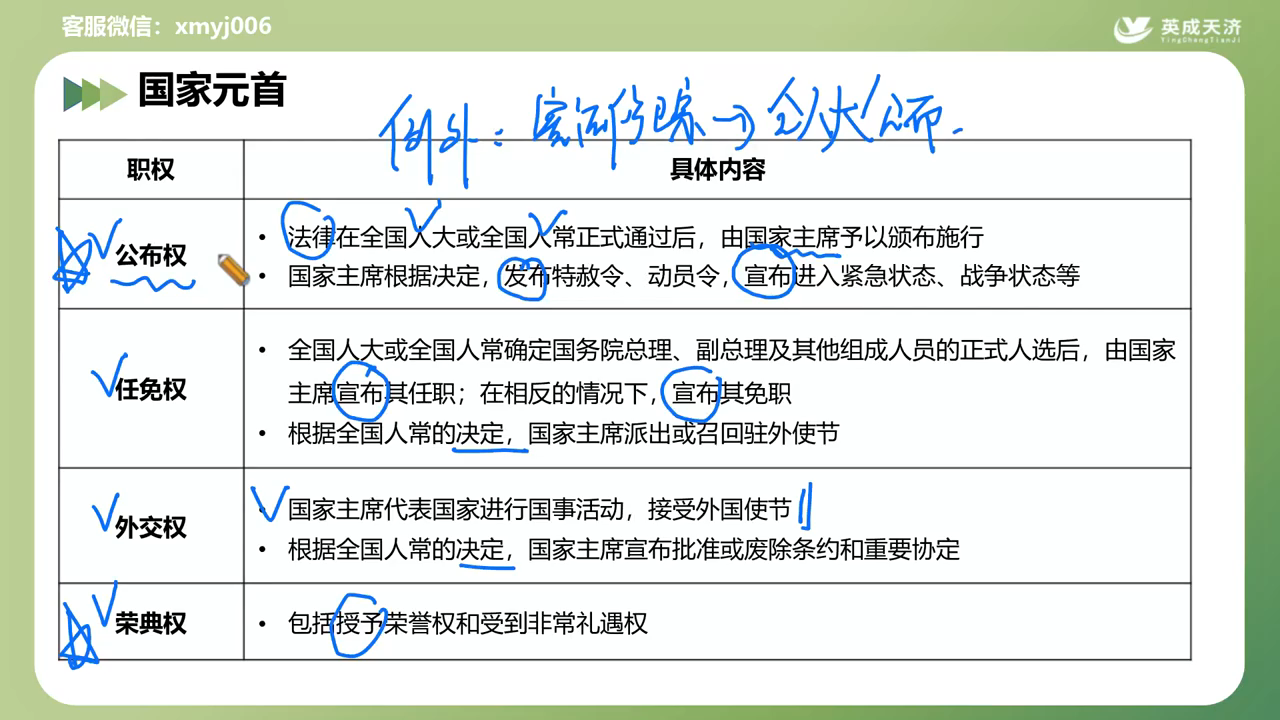 客服微信：xmyj006
英成天济
YingChengTianJi
国家元首
例外：宪法修正案→全人大公布.
职权
具体内容
公布权
• 法律在全国人大或全国人常正式通过后，由国家主席予以颁布施行
• 国家主席根据决定，发布特赦令、动员令，宣布进入紧急状态、战争状态等
任免权
• 全国人大或全国人常确定国务院总理、副总理及其他组成人员的正式人选后，由国家
主席宣布其任职；在相反的情况下，宣布其免职
• 根据全国人常的决定，国家主席派出或召回驻外使节
外交权
• 国家主席代表国家进行国事活动，接受外国使节
• 根据全国人常的决定，国家主席宣布批准或废除条约和重要协定
荣典权
• 包括授予荣誉权和受到非常礼遇权